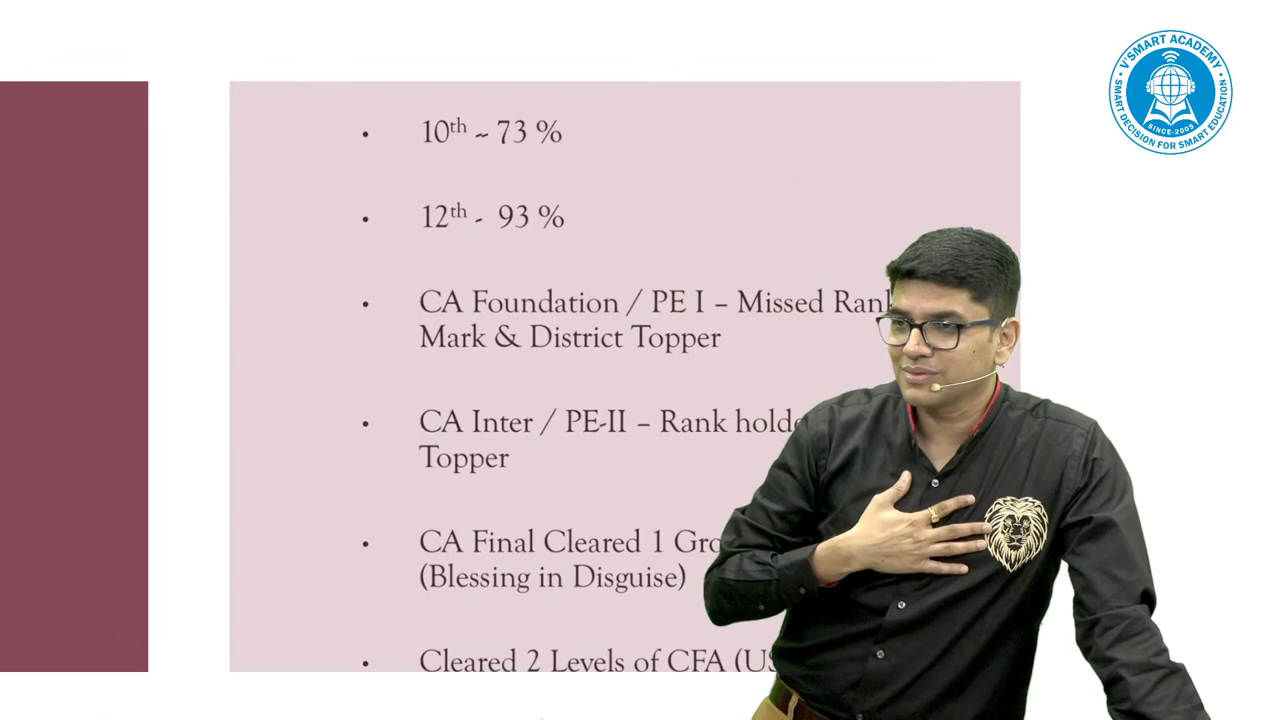 V'SMART ACADEMY
SMART DECISION FOR SMART EDUCATION
SINCE-2005
10th ~ 73 %
12th - 93 %
CA Foundation / PE I – Missed Rank
Mark & District Topper
CA Inter / PE-II – Rank
Topper
CA Final Cleared 1
(Blessing in Disguise)
Cleared 2 Levels of CFA